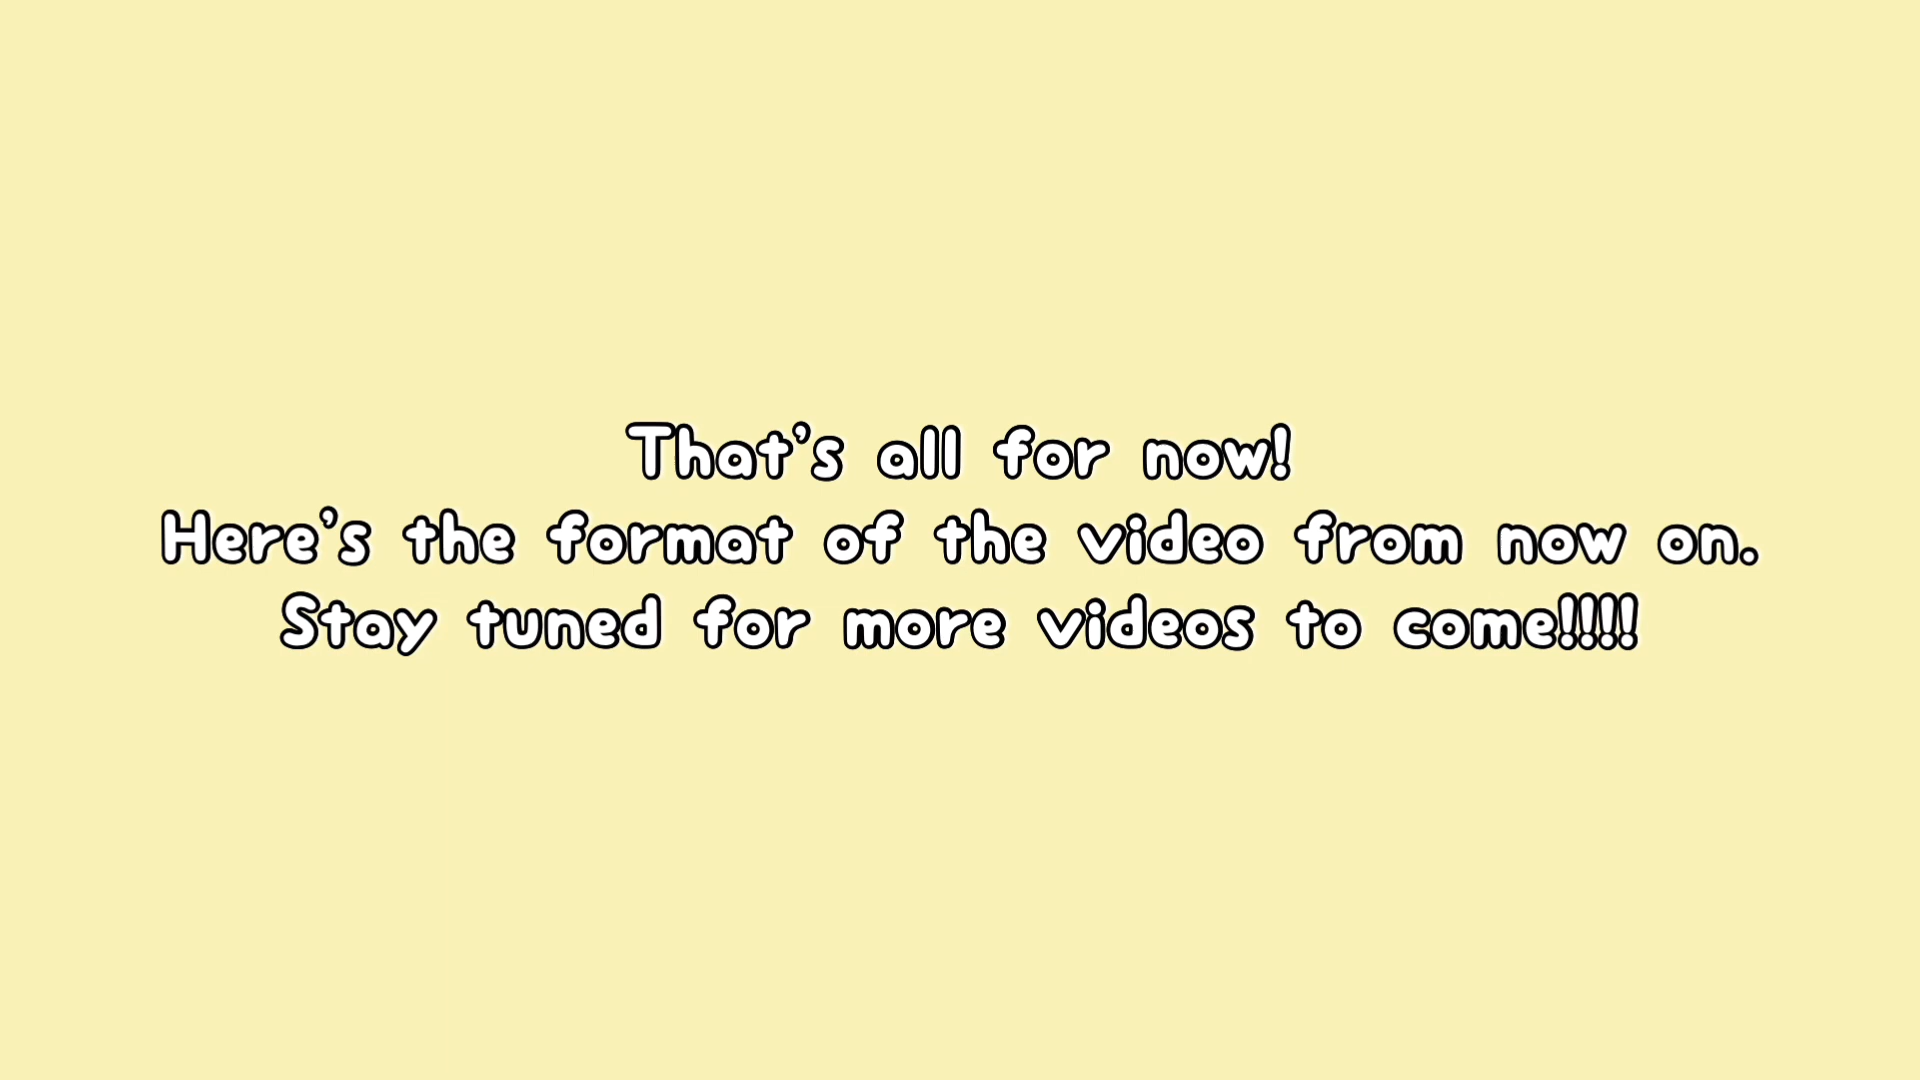 That's all for now!
Here's the format of the video from now on.
Stay tuned for more videos to come!!!!